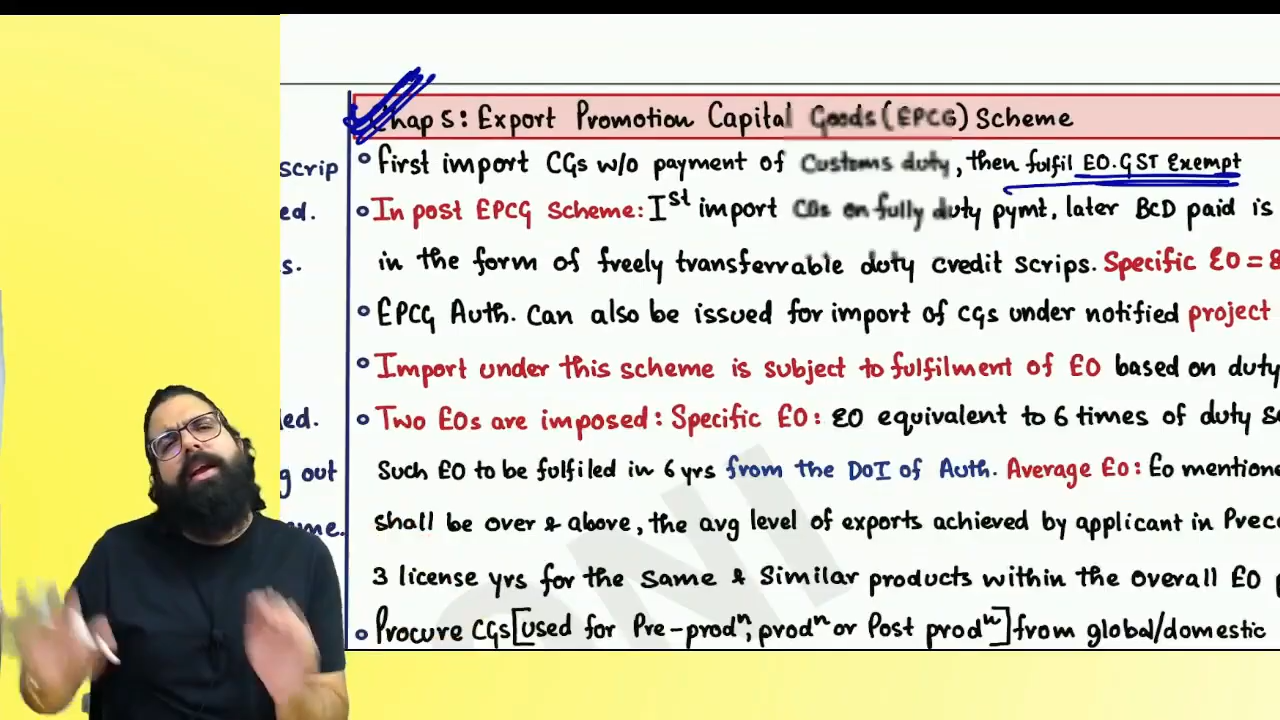 Chap 5: Export Promotion Capital Goods (EPCG) Scheme
scrip
• First import CGs w/o payment of Customs duty, then fulfil EO. GST Exempt
ed.
• In post EPCG Scheme: Ist import CGs on fully duty pymt, later BCD paid is
s.
in the form of freely transferrable duty credit scrips. Specific EO = 8
• EPCG Auth. Can also be issued for import of CGs under notified project
• Import under this scheme is subject to fulfilment of EO based on duty
ed.
• Two EOs are imposed: Specific EO: EO equivalent to 6 times of duty s
g out
Such EO to be fulfiled in 6 yrs from the DoI of Auth. Average EO: Eo mentione
me.
shall be over & above, the avg level of exports achieved by applicant in Prece
3 license yrs for the Same & Similar products within the overall EO p
• Procure CGs [used for Pre-prodn, prodn or Post prodn] from global/domestic